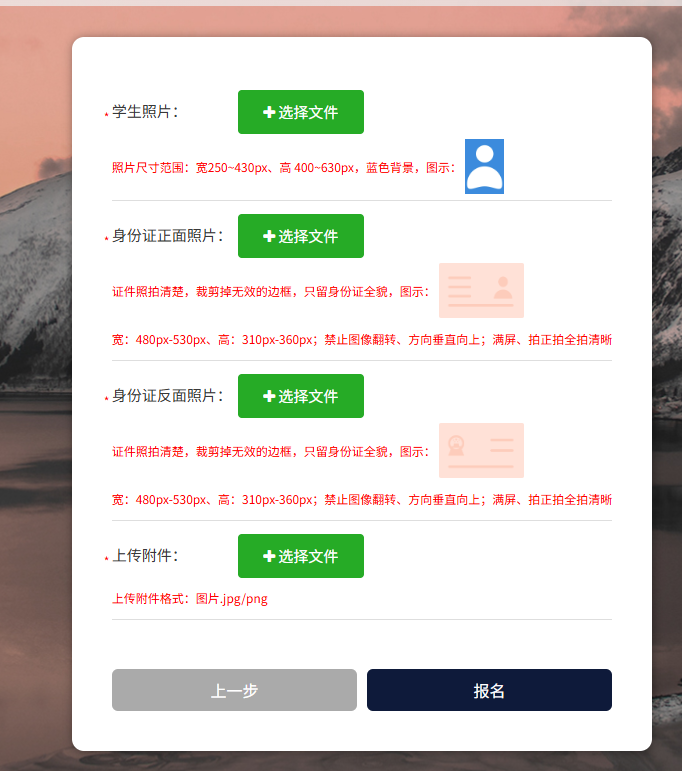 * 学生照片：
✚ 选择文件
照片尺寸范围：宽250~430px、高 400~630px，蓝色背景，图示：
* 身份证正面照片：
✚ 选择文件
证件照拍清楚，裁剪掉无效的边框，只留身份证全貌，图示：
宽：480px-530px、高：310px-360px；禁止图像翻转、方向垂直向上；满屏、拍正拍全拍清晰
* 身份证反面照片：
✚ 选择文件
证件照拍清楚，裁剪掉无效的边框，只留身份证全貌，图示：
宽：480px-530px、高：310px-360px；禁止图像翻转、方向垂直向上；满屏、拍正拍全拍清晰
* 上传附件：
✚ 选择文件
上传附件格式：图片.jpg/png
上一步
报名